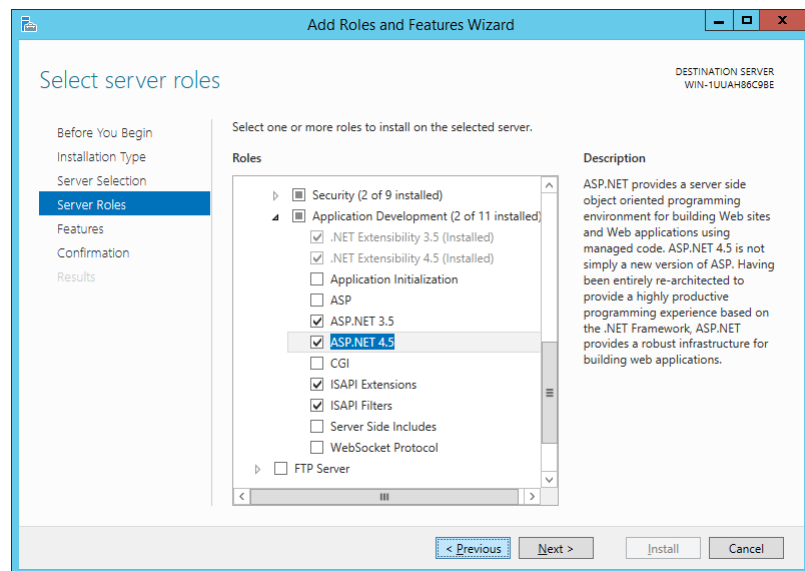 Add Roles and Features Wizard
Select server roles
DESTINATION SERVER
WIN-1UUAH86C9BE
Before You Begin
Installation Type
Server Selection
Server Roles
Features
Confirmation
Results
Select one or more roles to install on the selected server.
Roles
Security (2 of 9 installed)
Application Development (2 of 11 installed)
.NET Extensibility 3.5 (Installed)
.NET Extensibility 4.5 (Installed)
Application Initialization
ASP
ASP.NET 3.5
ASP.NET 4.5
CGI
ISAPI Extensions
ISAPI Filters
Server Side Includes
WebSocket Protocol
FTP Server
Description
ASP.NET provides a server side
object oriented programming
environment for building Web sites
and Web applications using
managed code. ASP.NET 4.5 is not
simply a new version of ASP. Having
been entirely re-architected to
provide a highly productive
programming experience based on
the .NET Framework, ASP.NET
provides a robust infrastructure for
building web applications.
< Previous
Next >
Install
Cancel